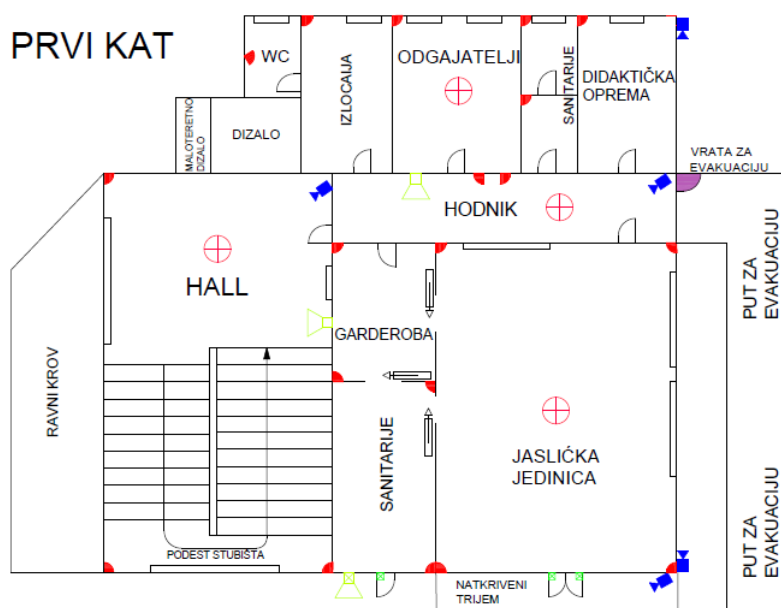 PRVI KAT
WC
IZLOCAIJA
ODGAJATELJI
SANITARIJE
DIDAKTIČKA
OPREMA
MALOTERETNO
DIZALO
DIZALO
VRATA ZA
EVAKUACIJU
HODNIK
HALL
GARDEROBA
PUT ZA
EVAKUACIJU
RAVNI KROV
SANITARIJE
JASLIĆKA
JEDINICA
PUT ZA
EVAKUACIJU
PODEST STUBIŠTA
NATKRIVENI
TRIJEM